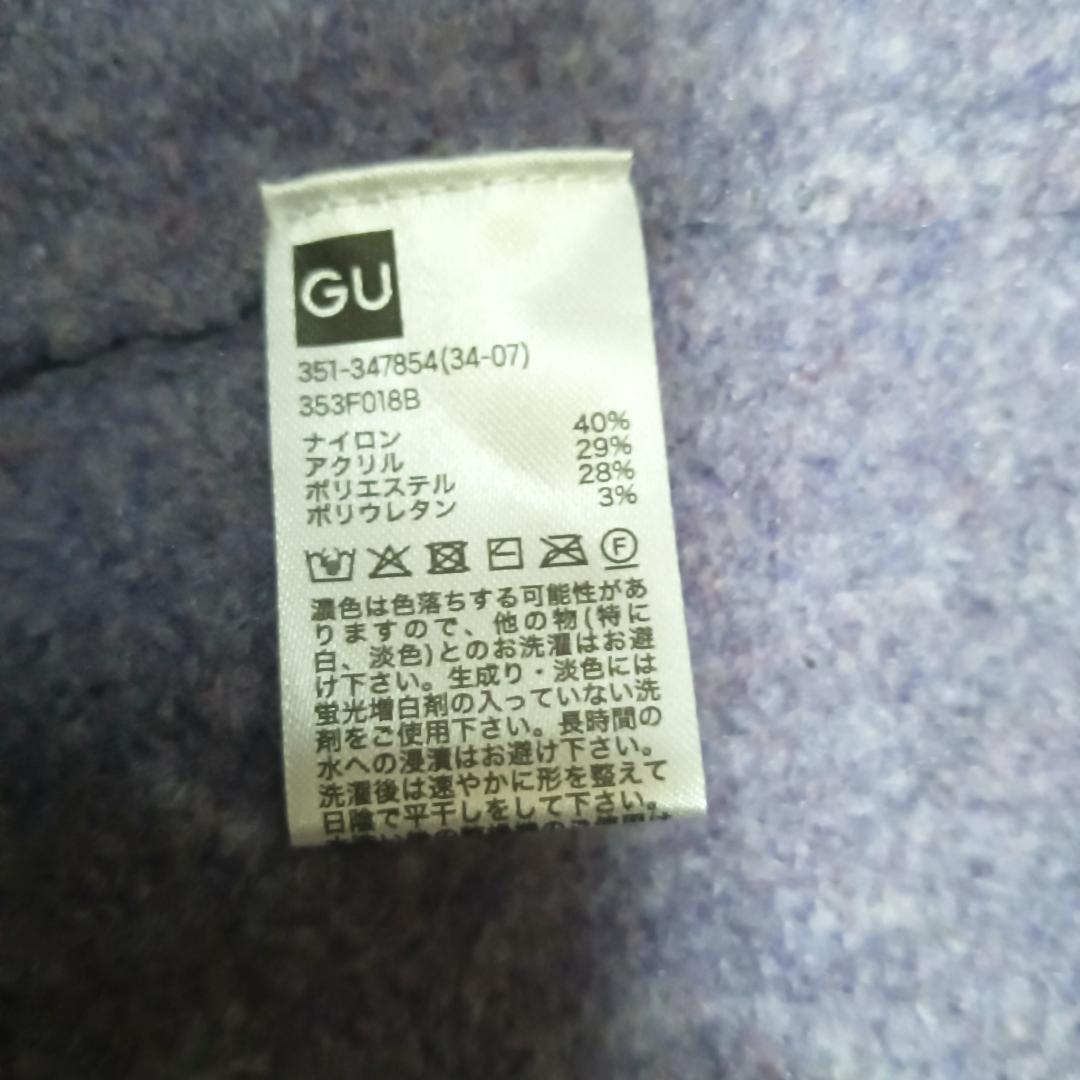 GU
351-347854(34-07)
353F018B
ナイロン 40%
アクリル 29%
ポリエステル 28%
ポリウレタン 3%
F
濃色は色落ちする可能性があ
りますので、他の物(特に
白、淡色)とのお洗濯はお避
け下さい。生成り・淡色には
蛍光増白剤の入っていない洗
剤をご使用下さい。長時間の
水への浸漬はお避け下さい。
洗濯後は速やかに形を整えて
日陰で平干しをして下さい。